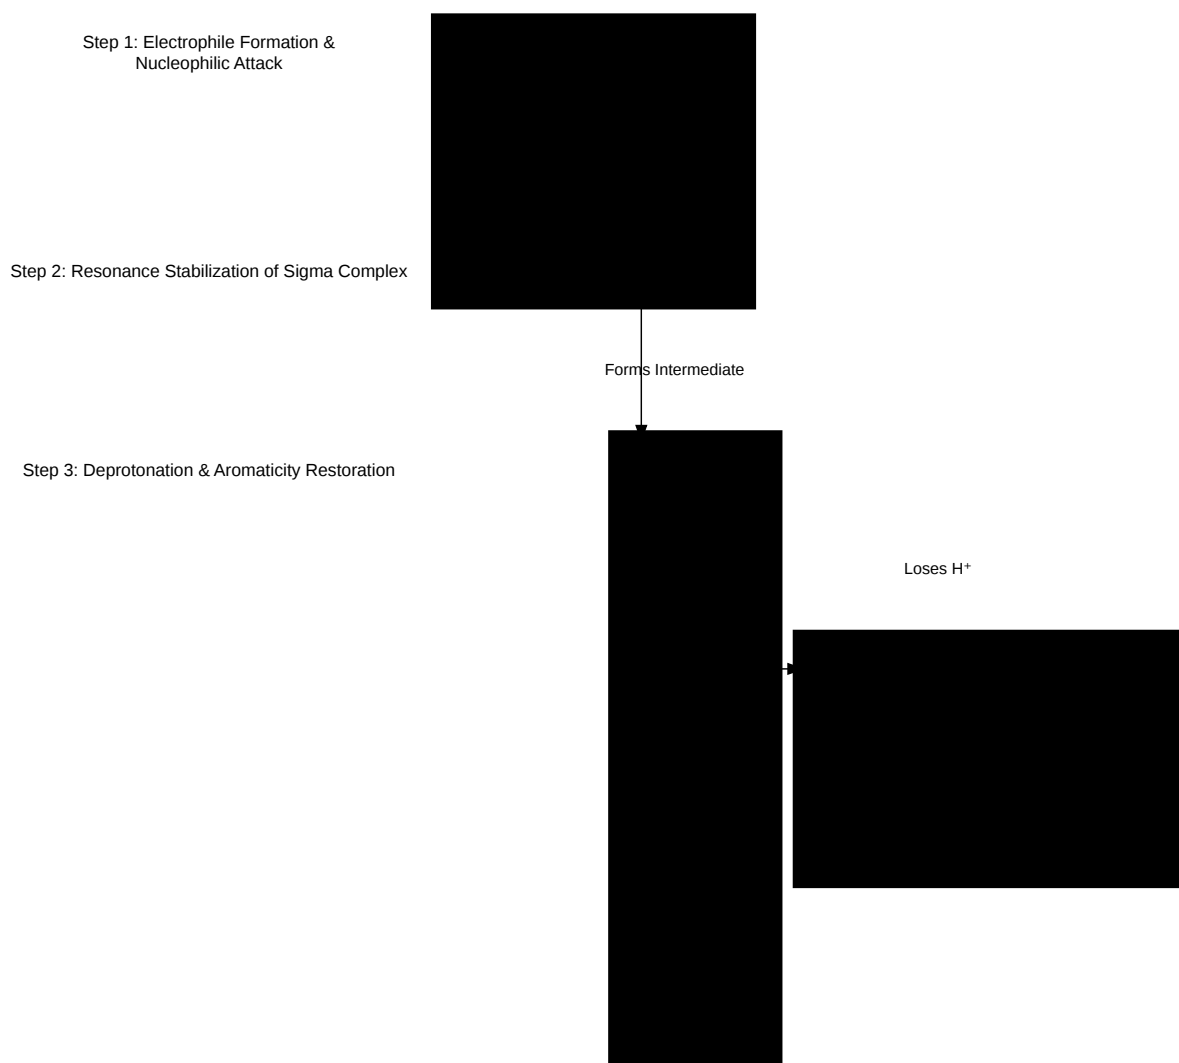 Step 1: Electrophile Formation &
Nucleophilic Attack
Step 2: Resonance Stabilization of Sigma Complex
Forms Intermediate
Step 3: Deprotonation & Aromaticity Restoration
Loses H⁺